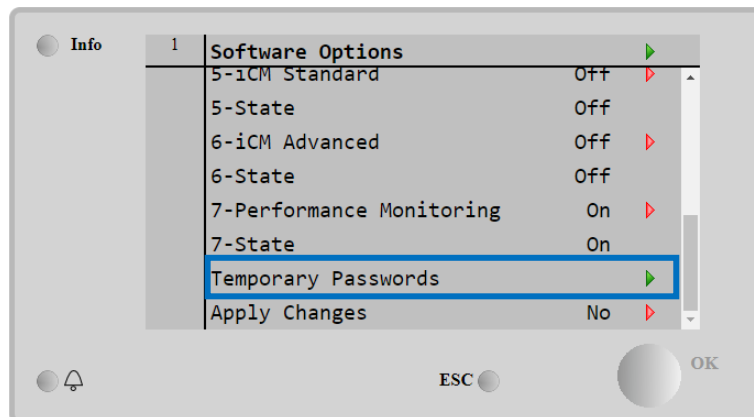 Info
1
Software Options
5-iCM Standard Off
5-State Off
6-iCM Advanced Off
6-State Off
7-Performance Monitoring On
7-State On
Temporary Passwords
Apply Changes No
ESC
OK